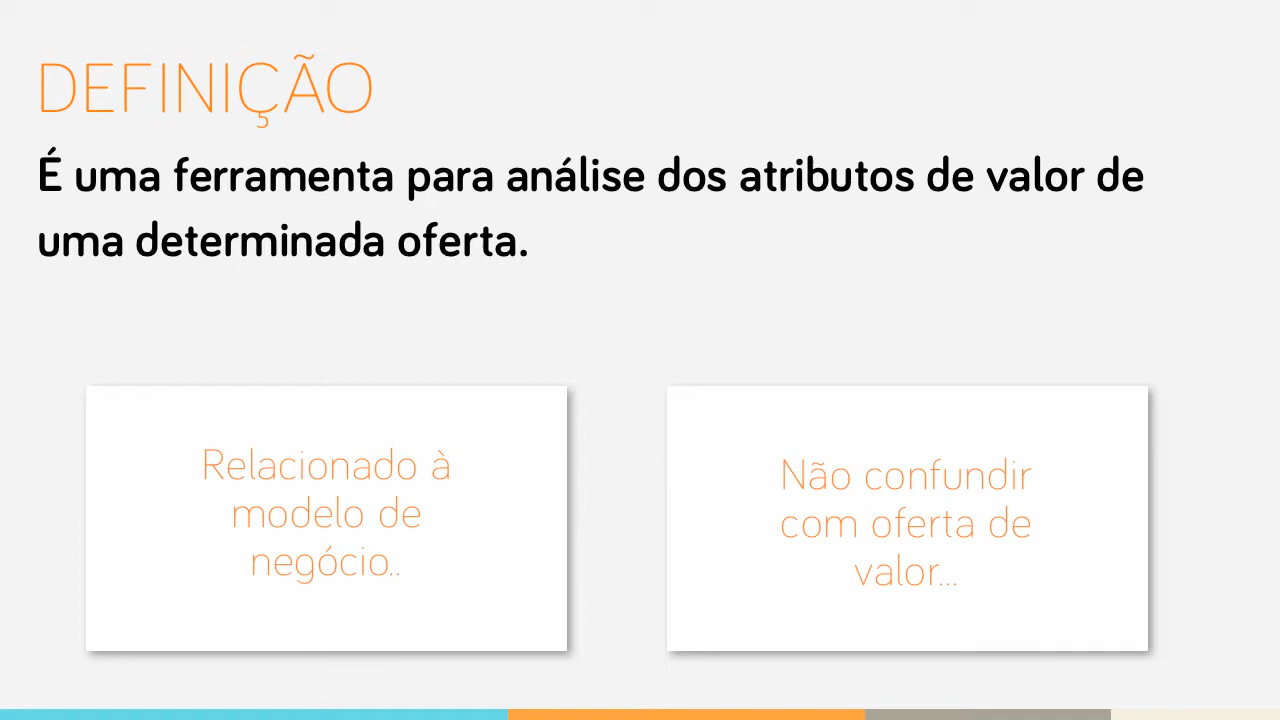 DEFINIÇÃO
É uma ferramenta para análise dos atributos de valor de
uma determinada oferta.
Relacionado à
modelo de
negócio..
Não confundir
com oferta de
valor...